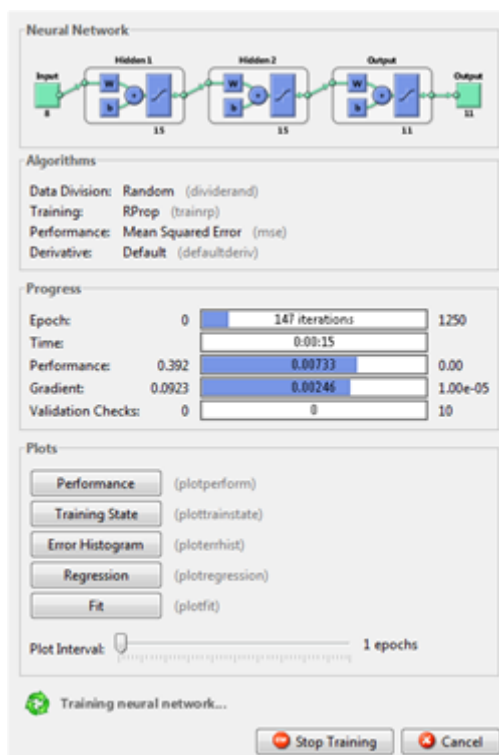 Neural Network
Hidden 1 Hidden 2 Output
Input Output
W b + W b + W b +
8 15 15 11 11
Algorithms
Data Division: Random (dividerand)
Training: RProp (trainrp)
Performance: Mean Squared Error (mse)
Derivative: Default (defaultderiv)
Progress
Epoch: 0 147 iterations 1250
Time: 0:00:15
Performance: 0.392 0.00733 0.00
Gradient: 0.0923 0.00246 1.00e-05
Validation Checks: 0 0 10
Plots
Performance (plotperform)
Training State (plottrainstate)
Error Histogram (ploterrhist)
Regression (plotregression)
Fit (plotfit)
Plot Interval: 1 epochs
Training neural network...
STOP Stop Training Cancel